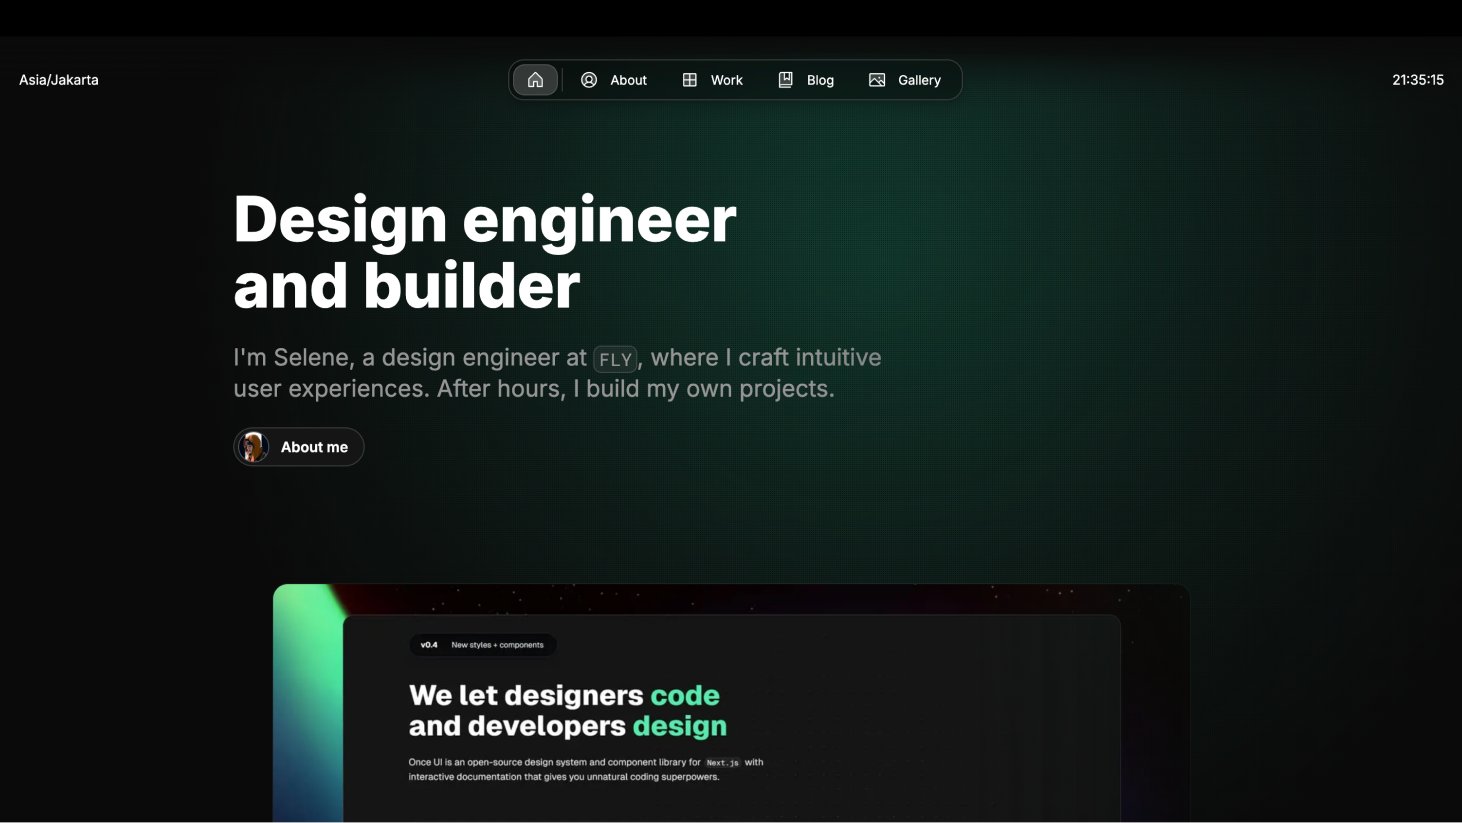 Asia/Jakarta
About
Work
Blog
Gallery
21:35:15
Design engineer
and builder
I'm Selene, a design engineer at FLY, where I craft intuitive
user experiences. After hours, I build my own projects.
About me
v0.4 New styles + components
We let designers code
and developers design
Once UI is an open-source design system and component library for Next.js with
interactive documentation that gives you unnatural coding superpowers.